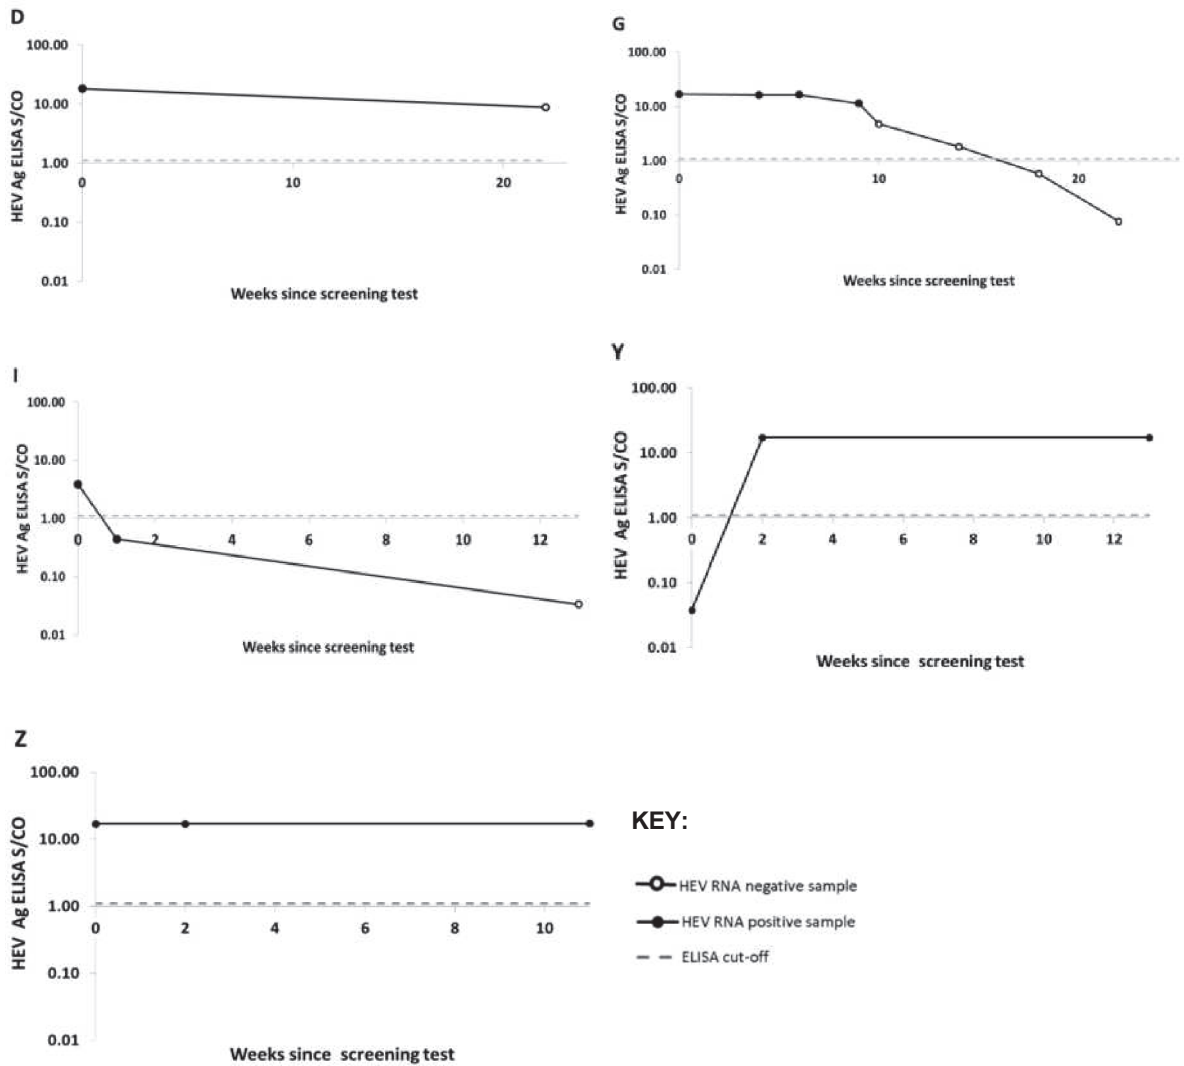 D
100.00
10.00
1.00
0.10
0.01
HEV Ag ELISA S/CO
0 10 20
Weeks since screening test
G
100.00
10.00
1.00
0.10
0.01
HEV Ag ELISA S/CO
0 10 20
Weeks since screening test
I
100.00
10.00
1.00
0.10
0.01
HEV Ag ELISA S/CO
0 2 4 6 8 10 12
Weeks since screening test
Y
100.00
10.00
1.00
0.10
0.01
HEV Ag ELISA S/CO
0 2 4 6 8 10 12
Weeks since screening test
Z
100.00
10.00
1.00
0.10
0.01
HEV Ag ELISA S/CO
0 2 4 6 8 10
Weeks since screening test
KEY:
HEV RNA negative sample
HEV RNA positive sample
ELISA cut-off